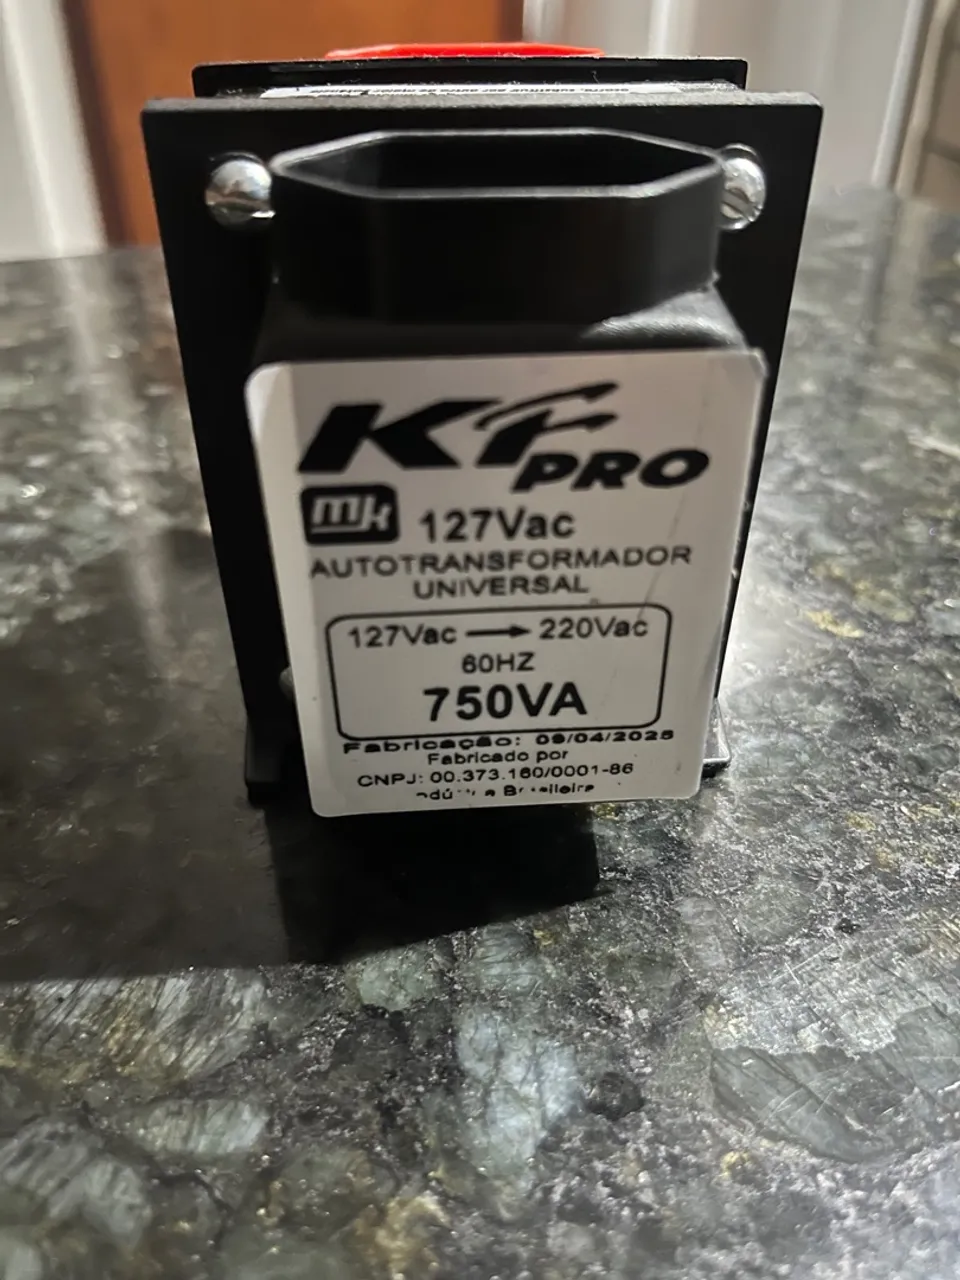 KF PRO
mk 127Vac
AUTOTRANSFORMADOR
UNIVERSAL
127Vac → 220Vac
60HZ
750VA
Fabricação: 09/04/2025
Fabricado por
CNPJ: 00.373.160/0001-86